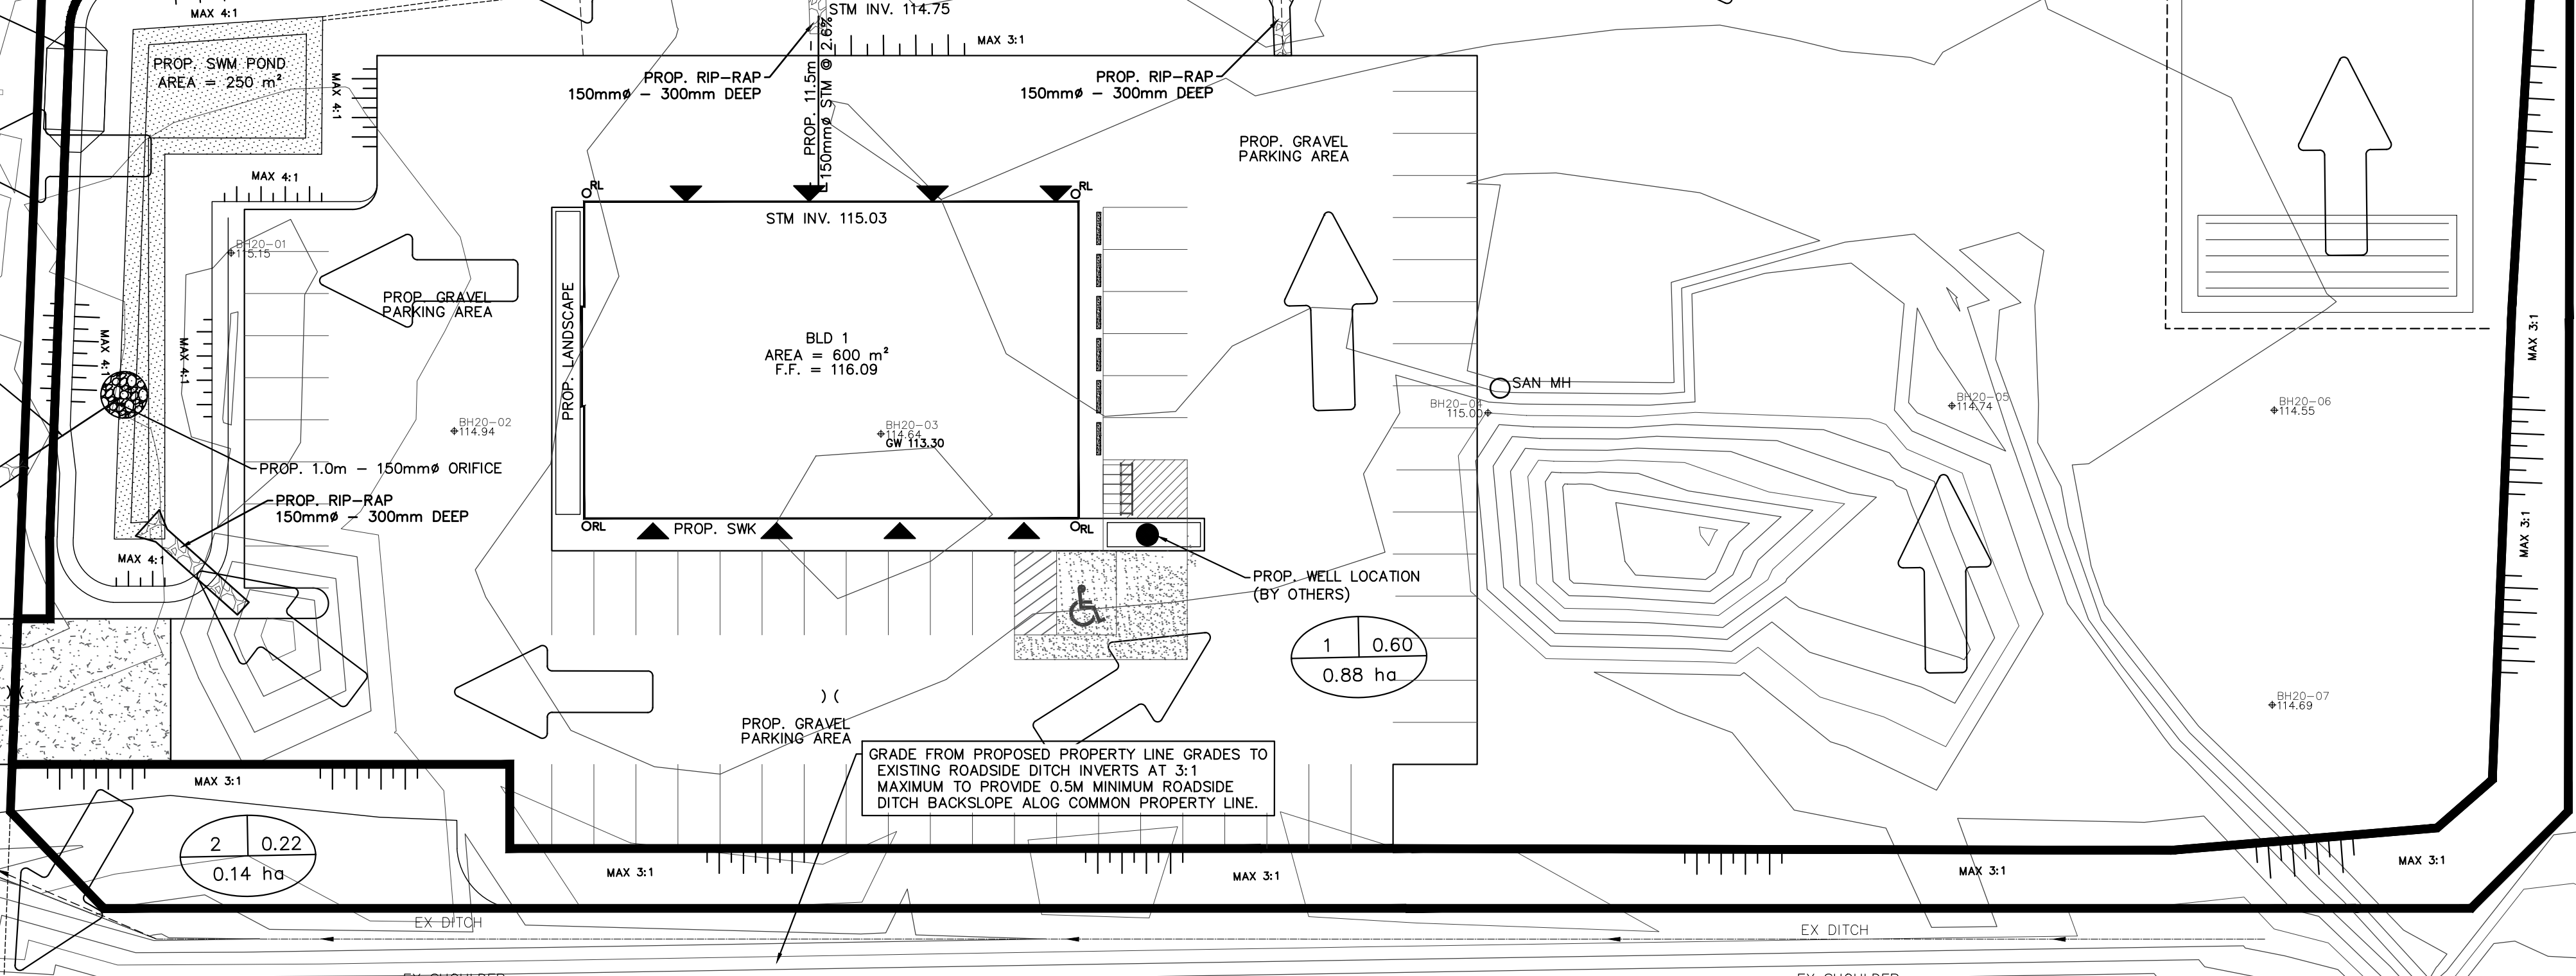 MAX 4:1
STM INV. 114.75
MAX 3:1
PROP. SWM POND
AREA = 250 m²
MAX 4:1
PROP. RIP-RAP
150mmø – 300mm DEEP
PROP. 11.5m –
150mmø STM @ 2.6%
PROP. RIP-RAP
150mmø – 300mm DEEP
PROP. GRAVEL
PARKING AREA
MAX 4:1
RL
RL
STM INV. 115.03
BH20-01
115.15
PROP. GRAVEL
PARKING AREA
PROP. LANDSCAPE
BLD 1
AREA = 600 m²
F.F. = 116.09
MAX 4:1
MAX 4:1
MAX 3:1
SAN MH
BH20-04
115.00
BH20-05
114.74
BH20-06
114.55
BH20-02
114.94
BH20-03
114.64
GW 113.30
PROP. 1.0m – 150mmø ORIFICE
PROP. RIP-RAP
150mmø – 300mm DEEP
RL
PROP. SWK
RL
MAX 3:1
MAX 4:1
PROP. WELL LOCATION
(BY OTHERS)
1 0.60
0.88 ha
BH20-07
114.69
PROP. GRAVEL
PARKING AREA
GRADE FROM PROPOSED PROPERTY LINE GRADES TO
EXISTING ROADSIDE DITCH INVERTS AT 3:1
MAXIMUM TO PROVIDE 0.5M MINIMUM ROADSIDE
DITCH BACKSLOPE ALOG COMMON PROPERTY LINE.
MAX 3:1
2 0.22
0.14 ha
MAX 3:1
MAX 3:1
MAX 3:1
MAX 3:1
EX DITCH
EX DITCH
EX SHOULDER
EX SHOULDER